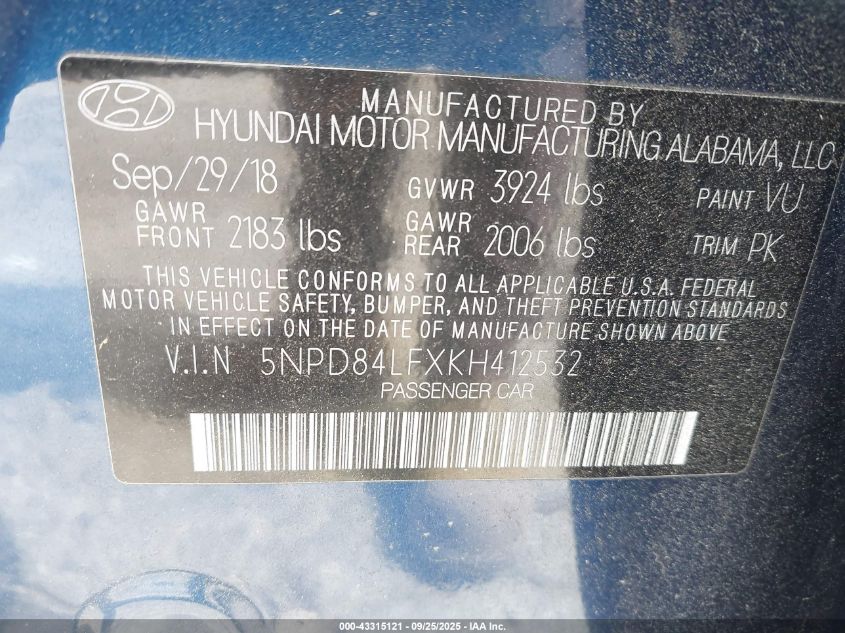 MANUFACTURED BY
HYUNDAI MOTOR MANUFACTURING ALABAMA, LLC
Sep/29/18 GVWR 3924 lbs PAINT VU
GAWR FRONT 2183 lbs GAWR REAR 2006 lbs TRIM PK
THIS VEHICLE CONFORMS TO ALL APPLICABLE U.S.A. FEDERAL
MOTOR VEHICLE SAFETY, BUMPER, AND THEFT PREVENTION STANDARDS
IN EFFECT ON THE DATE OF MANUFACTURE SHOWN ABOVE
V.I.N 5NPD84LFXKH412532
PASSENGER CAR
000-43315121 - 09/25/2025 - IAA Inc.